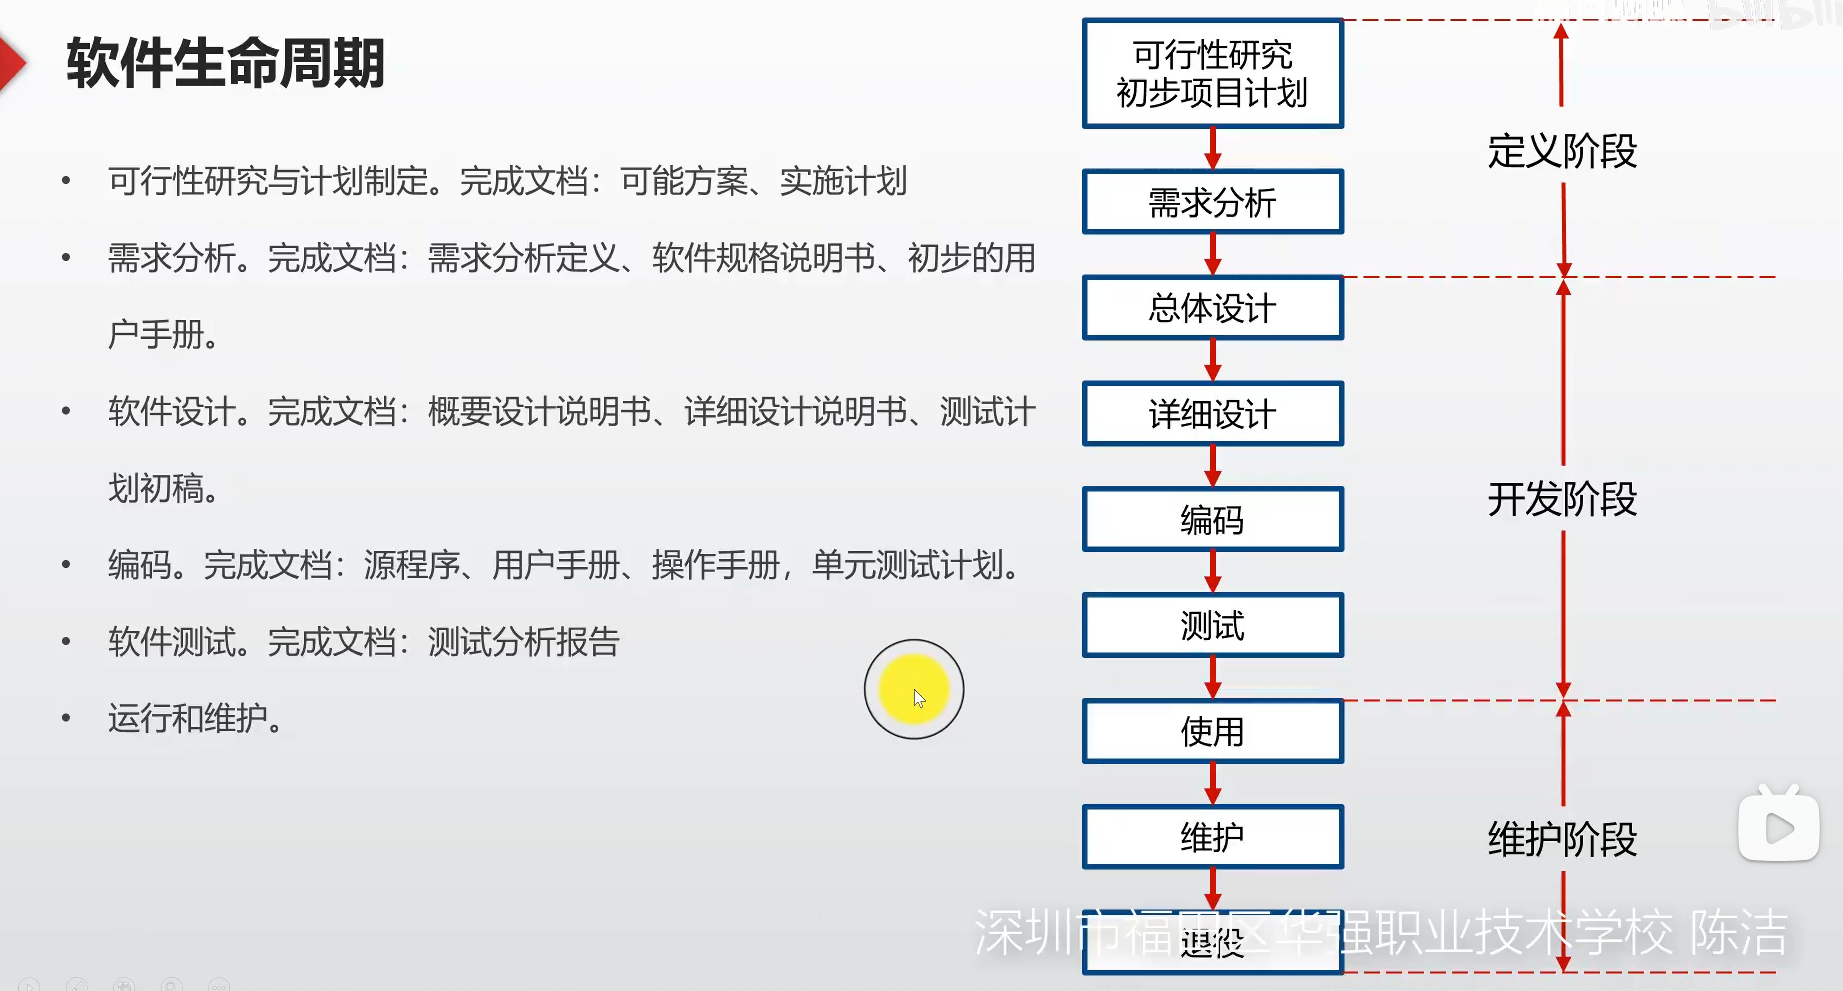 软件生命周期
• 可行性研究与计划制定。完成文档：可能方案、实施计划
• 需求分析。完成文档：需求分析定义、软件规格说明书、初步的用
户手册。
• 软件设计。完成文档：概要设计说明书、详细设计说明书、测试计
划初稿。
• 编码。完成文档：源程序、用户手册、操作手册，单元测试计划。
• 软件测试。完成文档：测试分析报告
• 运行和维护。
可行性研究
初步项目计划
需求分析
总体设计
详细设计
编码
测试
使用
维护
退役
定义阶段
开发阶段
维护阶段
深圳市福田区华强职业技术学校 陈洁
bilibili